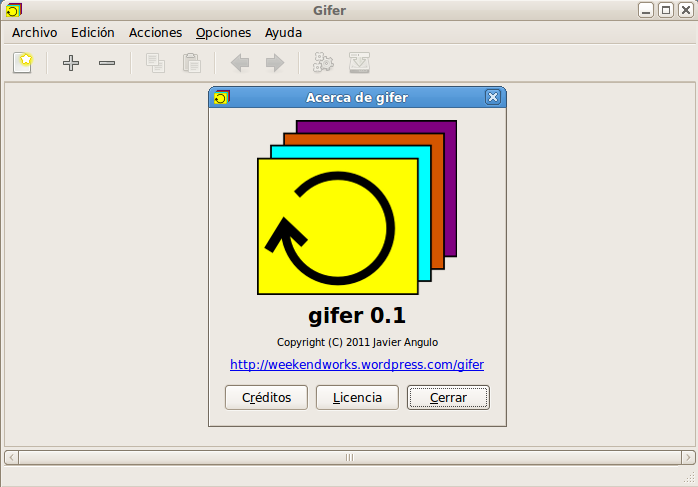 Gifer
Archivo Edición Acciones Opciones Ayuda
Acerca de gifer
gifer 0.1
Copyright (C) 2011 Javier Angulo
http://weekendworks.wordpress.com/gifer
Créditos Licencia Cerrar